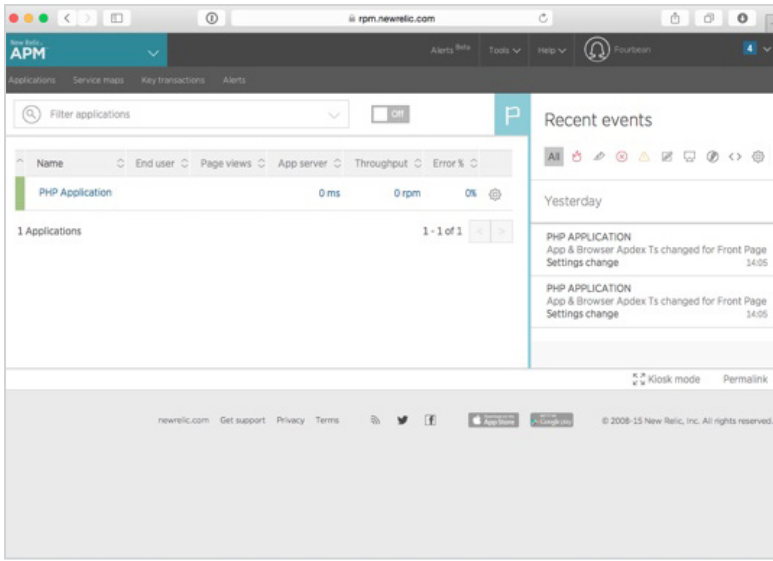 rpm.newrelic.com
New Relic.
APM
Alerts Beta
Tools
Help
Fourbean
4
Applications Service maps Key transactions Alerts
Filter applications
Off
Name End user Page views App server Throughput Error %
PHP Application 0 ms 0 rpm 0%
1 Applications 1 - 1 of 1 < >
Recent events
All
Yesterday
PHP APPLICATION
App & Browser Apdex Ts changed for Front Page
Settings change 14:05
PHP APPLICATION
App & Browser Apdex Ts changed for Front Page
Settings change 14:05
Kiosk mode Permalink
newrelic.com Get support Privacy Terms
App Store
Google play
© 2008-15 New Relic, Inc. All rights reserved.